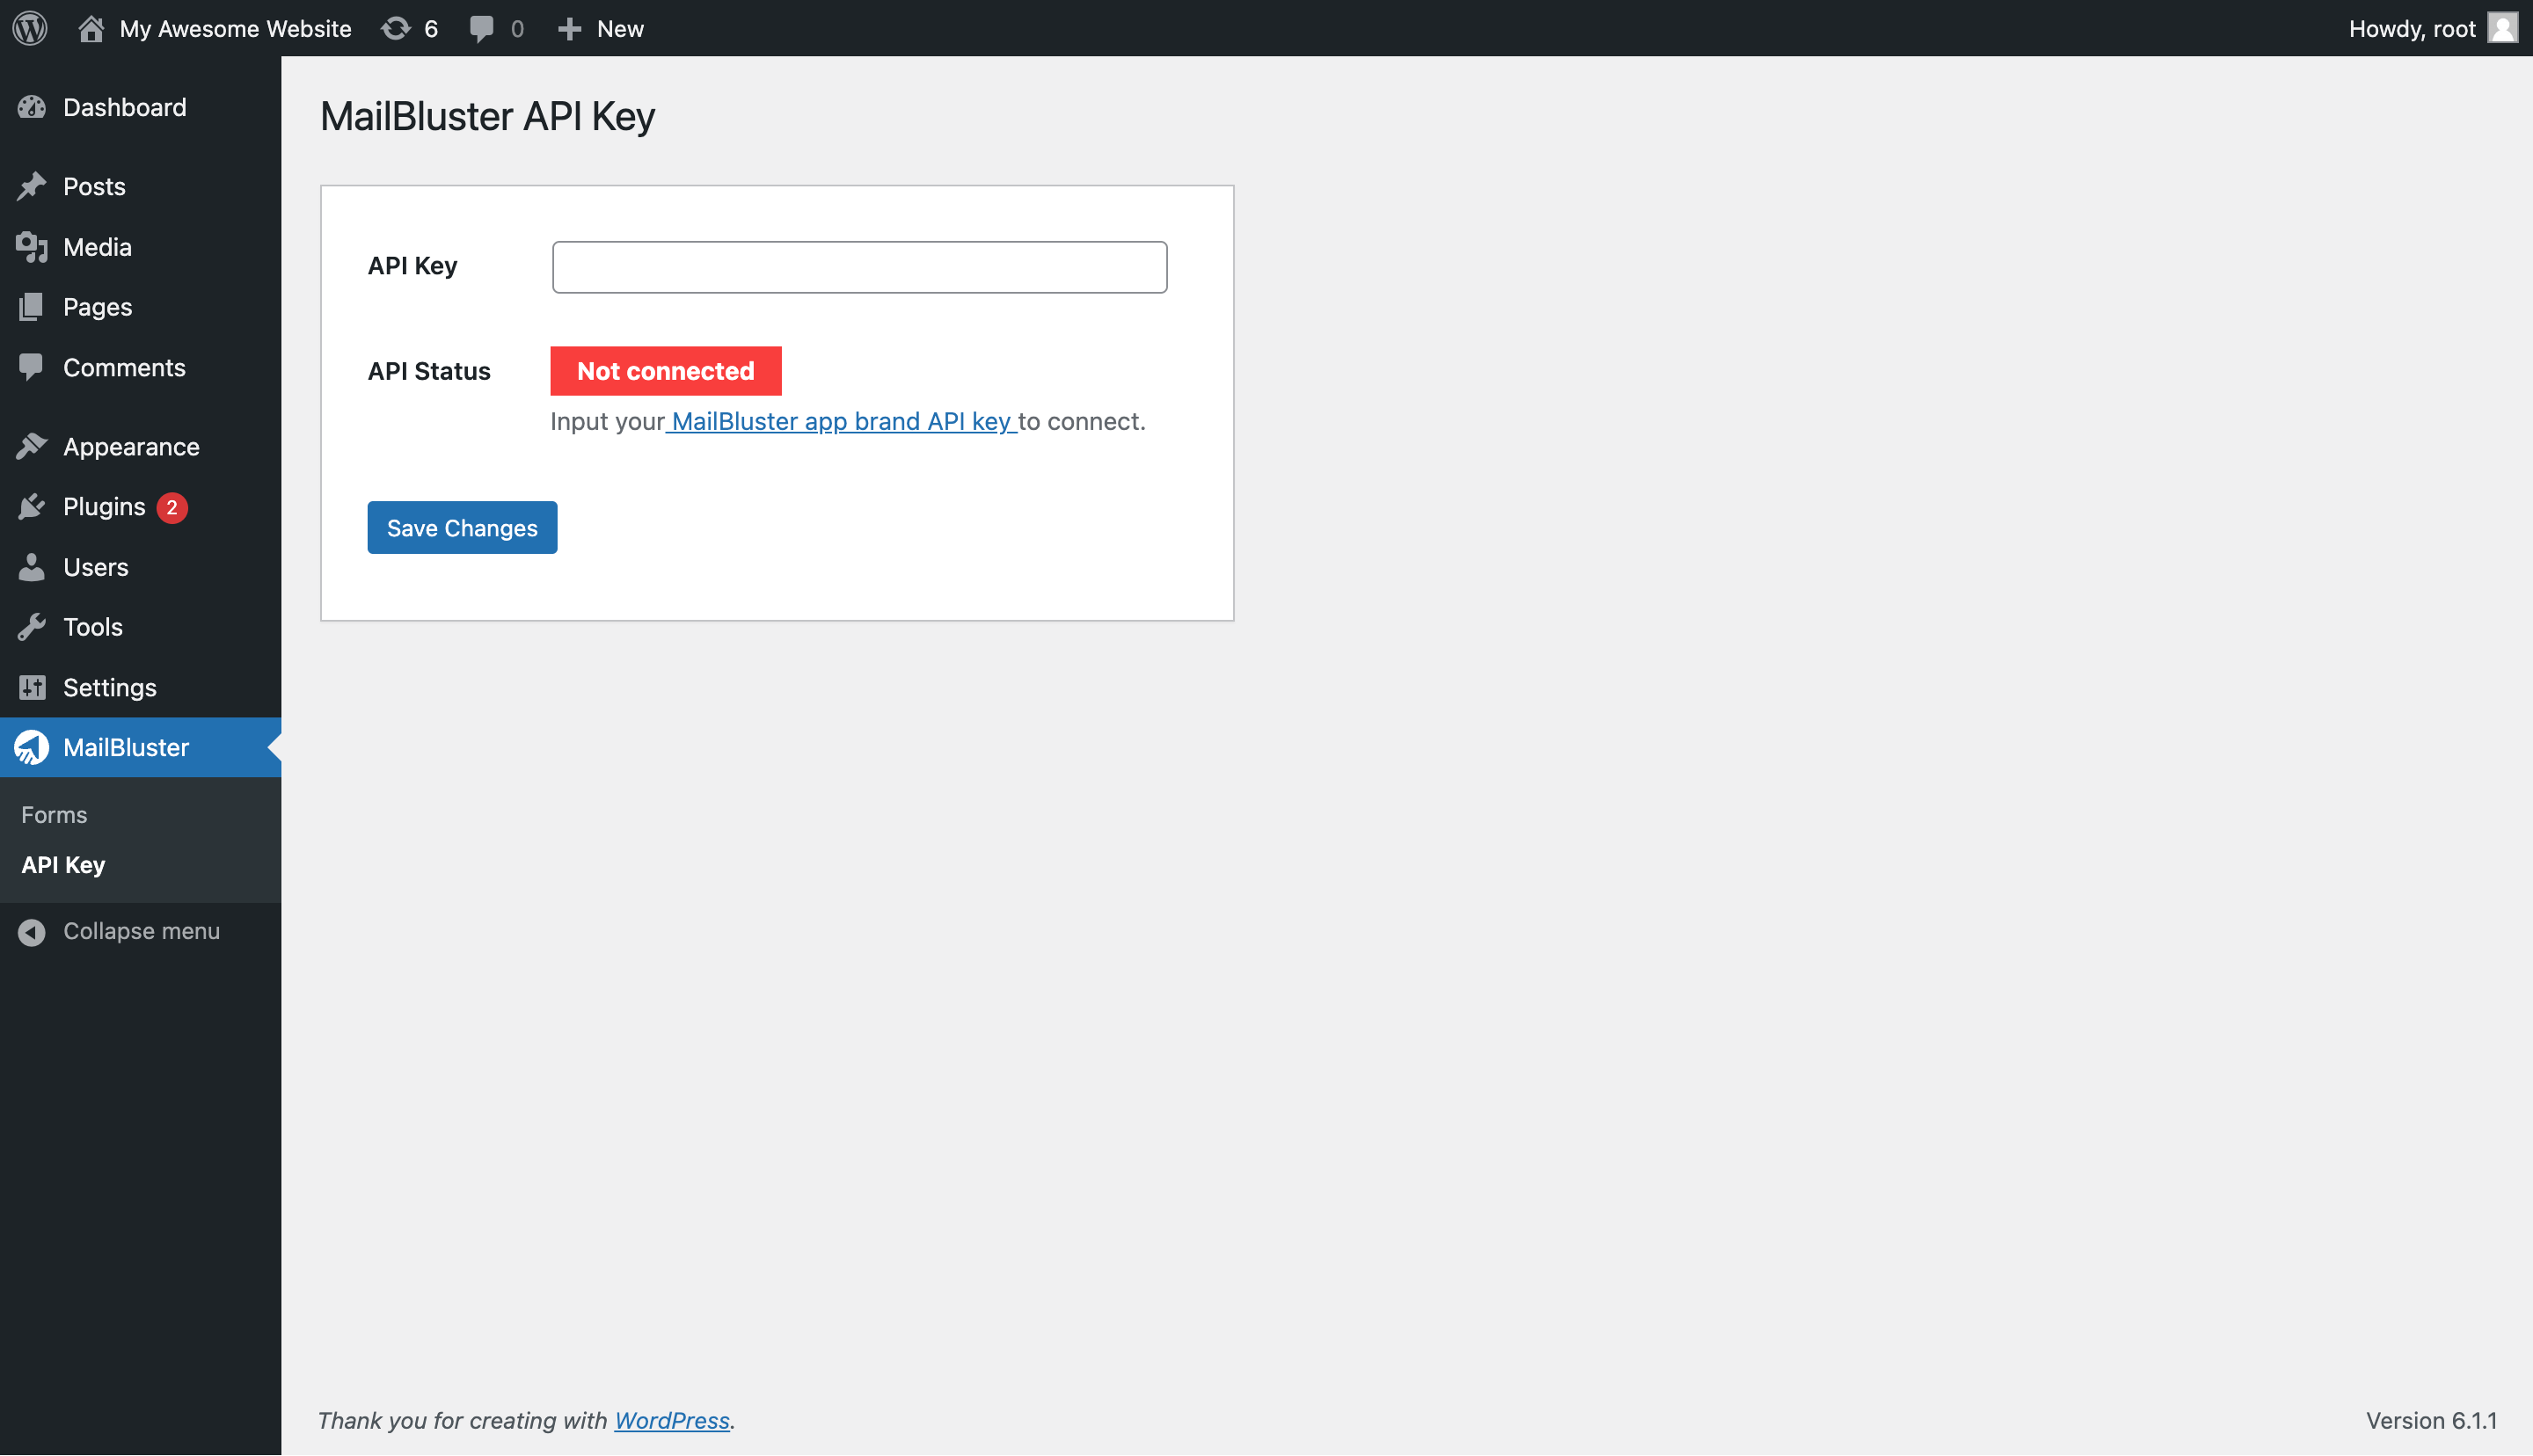 My Awesome Website 6 0 New Howdy, root
Dashboard
Posts
Media
Pages
Comments
Appearance
Plugins 2
Users
Tools
Settings
MailBluster
Forms
API Key
Collapse menu
MailBluster API Key
API Key
API Status Not connected
Input your MailBluster app brand API key to connect.
Save Changes
Thank you for creating with WordPress. Version 6.1.1